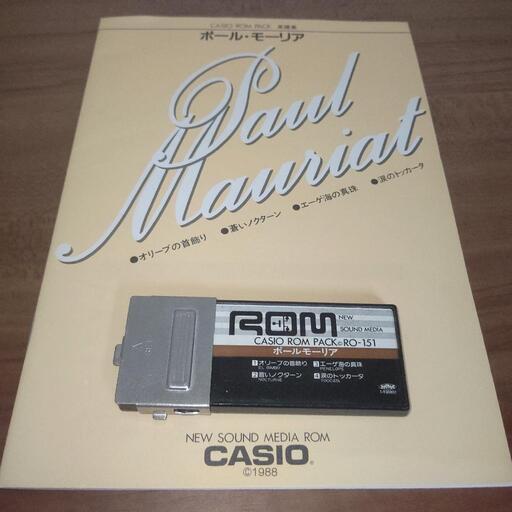 CASIO ROM PACK 楽譜集
ポール・モーリア
Paul
Mauriat
●オリーブの首飾り ●蒼いノクターン ●エーゲ海の真珠 ●涙のトッカータ
ROM NEW
SOUND MEDIA
CASIO ROM PACK RO-151
ポールモーリア
1 オリーブの首飾り 3 エーゲ海の真珠
EL BIMBO PENELOPE
2 蒼いノクターン 4 涙のトッカータ
NOCTURNE TOCCATA
NEW SOUND MEDIA ROM
CASIO
©1988